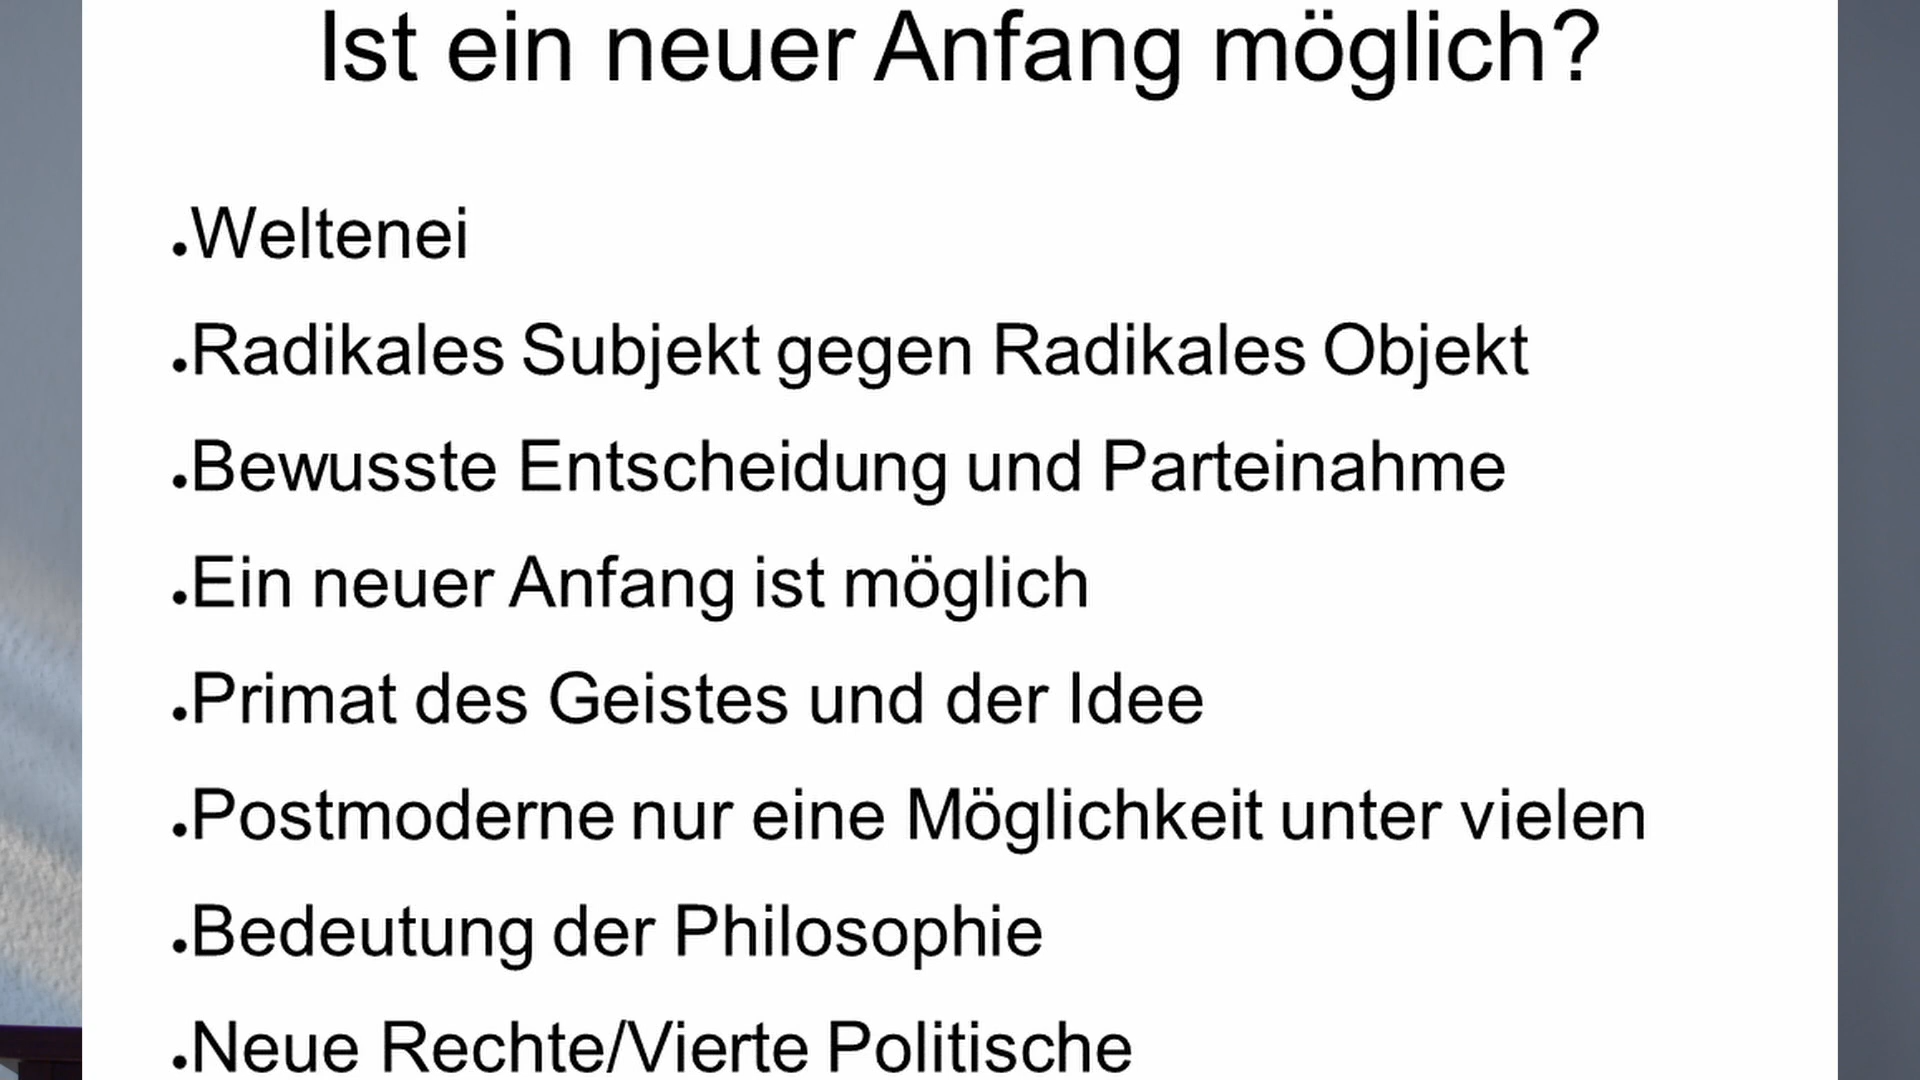 Ist ein neuer Anfang möglich?
●Weltenei
●Radikales Subjekt gegen Radikales Objekt
●Bewusste Entscheidung und Parteinahme
●Ein neuer Anfang ist möglich
●Primat des Geistes und der Idee
●Postmoderne nur eine Möglichkeit unter vielen
●Bedeutung der Philosophie
●Neue Rechte/Vierte Politische